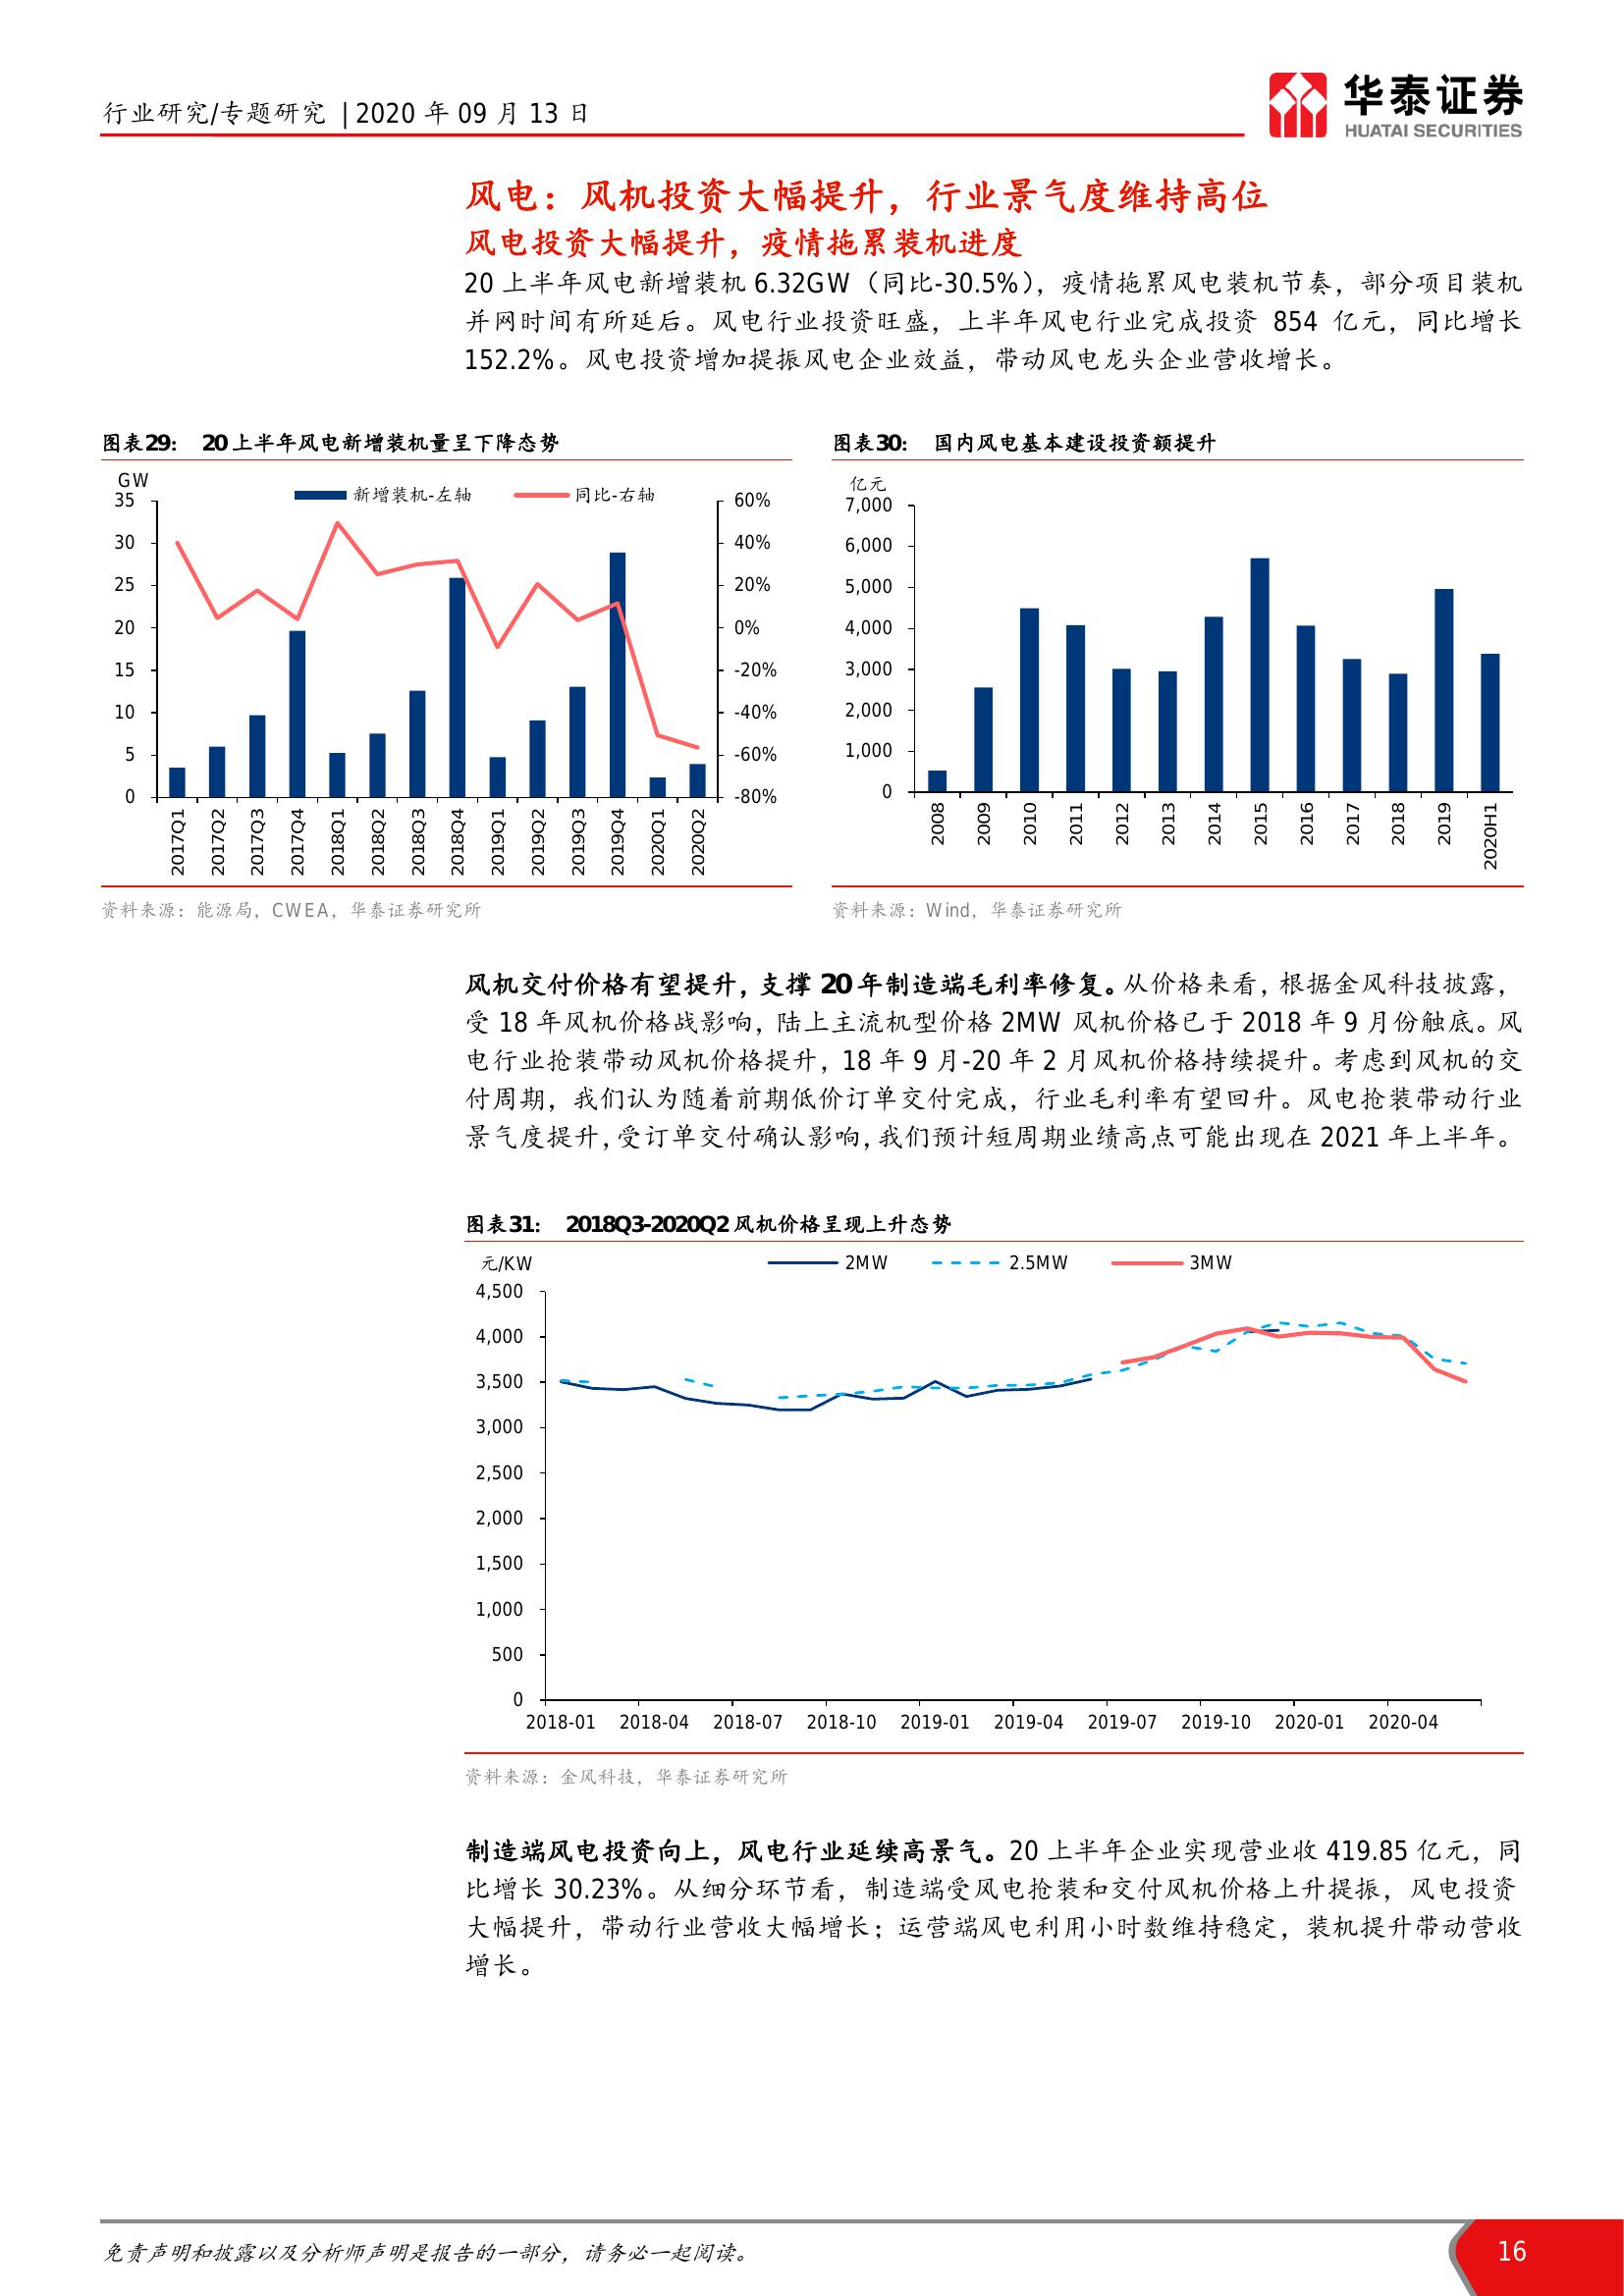 行业研究/专题研究 | 2020 年 09 月 13 日
华泰证券
HUATAI SECURITIES
风电：风机投资大幅提升，行业景气度维持高位
风电投资大幅提升，疫情拖累装机进度
20 上半年风电新增装机 6.32GW（同比-30.5%），疫情拖累风电装机节奏，部分项目装机
并网时间有所延后。风电行业投资旺盛，上半年风电行业完成投资 854 亿元，同比增长
152.2%。风电投资增加提振风电企业效益，带动风电龙头企业营收增长。
图表29： 20 上半年风电新增装机量呈下降态势
GW
新增装机-左轴 同比-右轴
35 60%
30 40%
25 20%
20 0%
15 -20%
10 -40%
5 -60%
0 -80%
2017Q1 2017Q2 2017Q3 2017Q4 2018Q1 2018Q2 2018Q3 2018Q4 2019Q1 2019Q2 2019Q3 2019Q4 2020Q1 2020Q2
资料来源：能源局，CWEA，华泰证券研究所
图表30： 国内风电基本建设投资额提升
亿元
7,000
6,000
5,000
4,000
3,000
2,000
1,000
0
2008 2009 2010 2011 2012 2013 2014 2015 2016 2017 2018 2019 2020H1
资料来源：Wind，华泰证券研究所
风机交付价格有望提升，支撑 20 年制造端毛利率修复。从价格来看，根据金风科技披露，
受 18 年风机价格战影响，陆上主流机型价格 2MW 风机价格已于 2018 年 9 月份触底。风
电行业抢装带动风机价格提升，18 年 9 月-20 年 2 月风机价格持续提升。考虑到风机的交
付周期，我们认为随着前期低价订单交付完成，行业毛利率有望回升。风电抢装带动行业
景气度提升，受订单交付确认影响，我们预计短周期业绩高点可能出现在 2021 年上半年。
图表31： 2018Q3-2020Q2 风机价格呈现上升态势
元/KW
2MW 2.5MW 3MW
4,500
4,000
3,500
3,000
2,500
2,000
1,500
1,000
500
0
2018-01 2018-04 2018-07 2018-10 2019-01 2019-04 2019-07 2019-10 2020-01 2020-04
资料来源：金风科技，华泰证券研究所
制造端风电投资向上，风电行业延续高景气。20 上半年企业实现营业收 419.85 亿元，同
比增长 30.23%。从细分环节看，制造端受风电抢装和交付风机价格上升提振，风电投资
大幅提升，带动行业营收大幅增长；运营端风电利用小时数维持稳定，装机提升带动营收
增长。
免责声明和披露以及分析师声明是报告的一部分，请务必一起阅读。
16